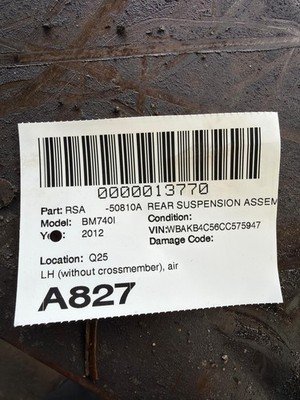 0000013770
Part: RSA -50810A REAR SUSPENSION ASSEM
Model: BM740I Condition:
2012 VIN:WBAKB4C56CC575947
Damage Code:
Location: Q25
LH (without crossmember), air
A827